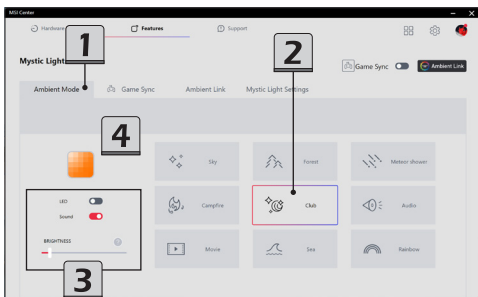 MSI Center
Hardware
Features
Support
1
2
Mystic Light
Game Sync
Ambient Link
Ambient Mode
Game Sync
Ambient Link
Mystic Light Settings
4
Sky
Forest
Meteor shower
LED
Sound
Campfire
Club
Audio
BRIGHTNESS
Movie
Sea
Rainbow
3